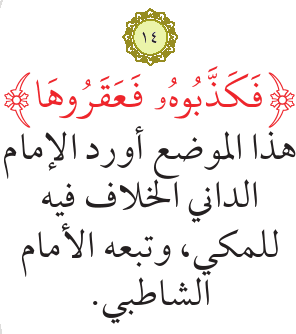 ١٤
﴿فَكَذَّبُوهُۥ فَعَقَرُوهَا﴾
هذا الموضع أورد الإمام
الداني الخلاف فيه
للمكي، وتبعه الأمام
الشاطبي.